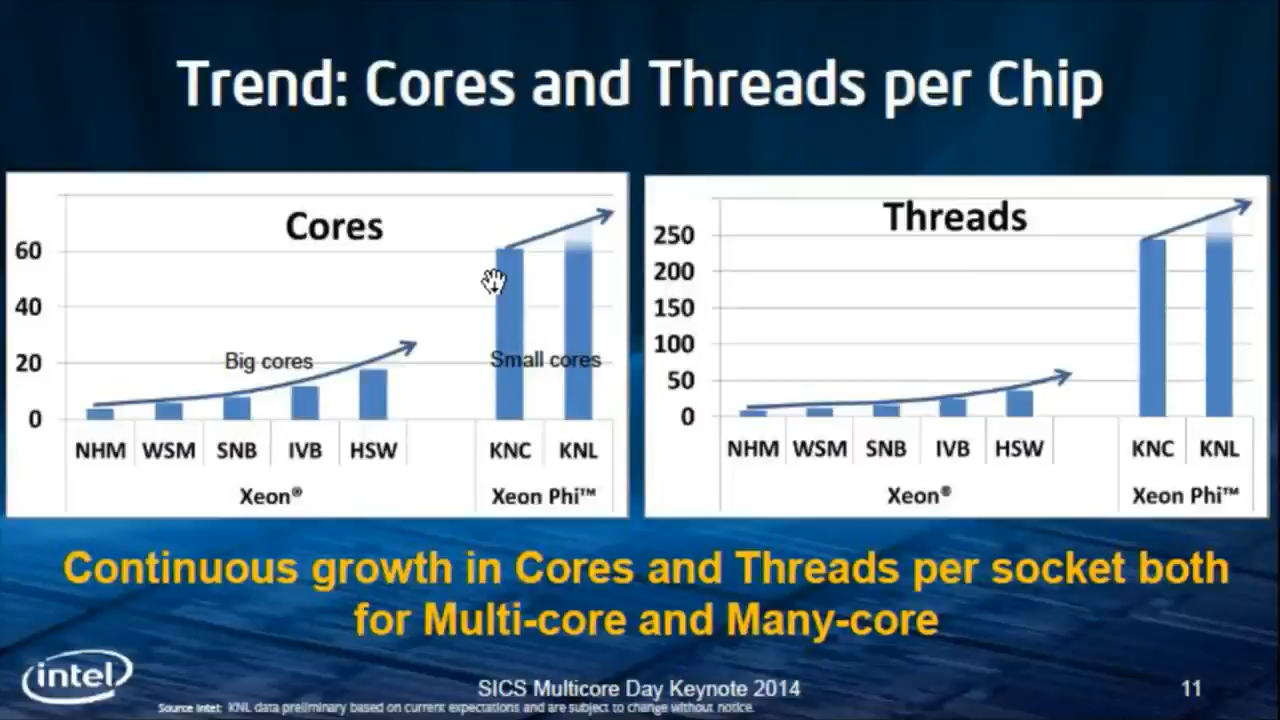 Trend: Cores and Threads per Chip
Cores
60
40
20
0
Big cores
Small cores
NHM WSM SNB IVB HSW KNC KNL
Xeon® Xeon Phi™
Threads
250
200
150
100
50
0
NHM WSM SNB IVB HSW KNC KNL
Xeon® Xeon Phi™
Continuous growth in Cores and Threads per socket both
for Multi-core and Many-core
intel
SICS Multicore Day Keynote 2014
11
Source Intel: KNL data preliminary based on current expectations and are subject to change without notice.